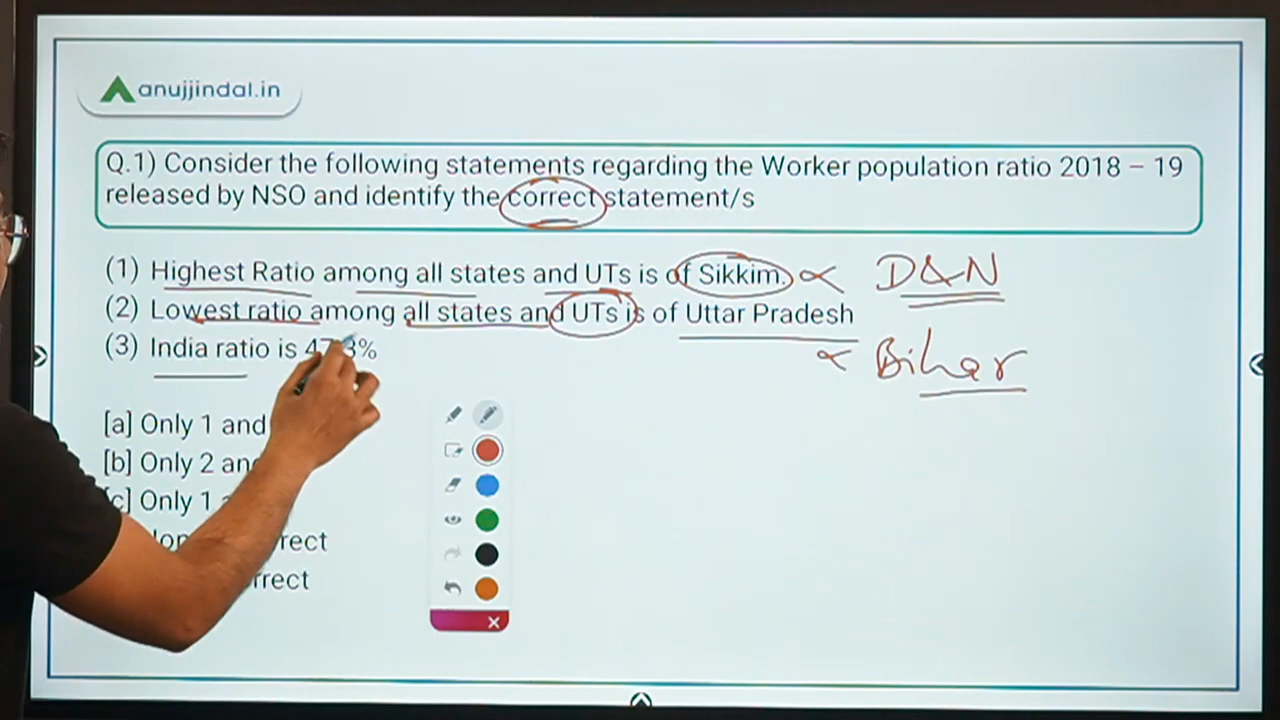 anujjindal.in
Q.1) Consider the following statements regarding the Worker population ratio 2018 – 19
released by NSO and identify the correct statement/s
(1) Highest Ratio among all states and UTs is of Sikkim. D&N
(2) Lowest ratio among all states and UTs is of Uttar Pradesh
Bihar
(3) India ratio is
[a] Only 1 and
[b] Only 2
[c] Only 1